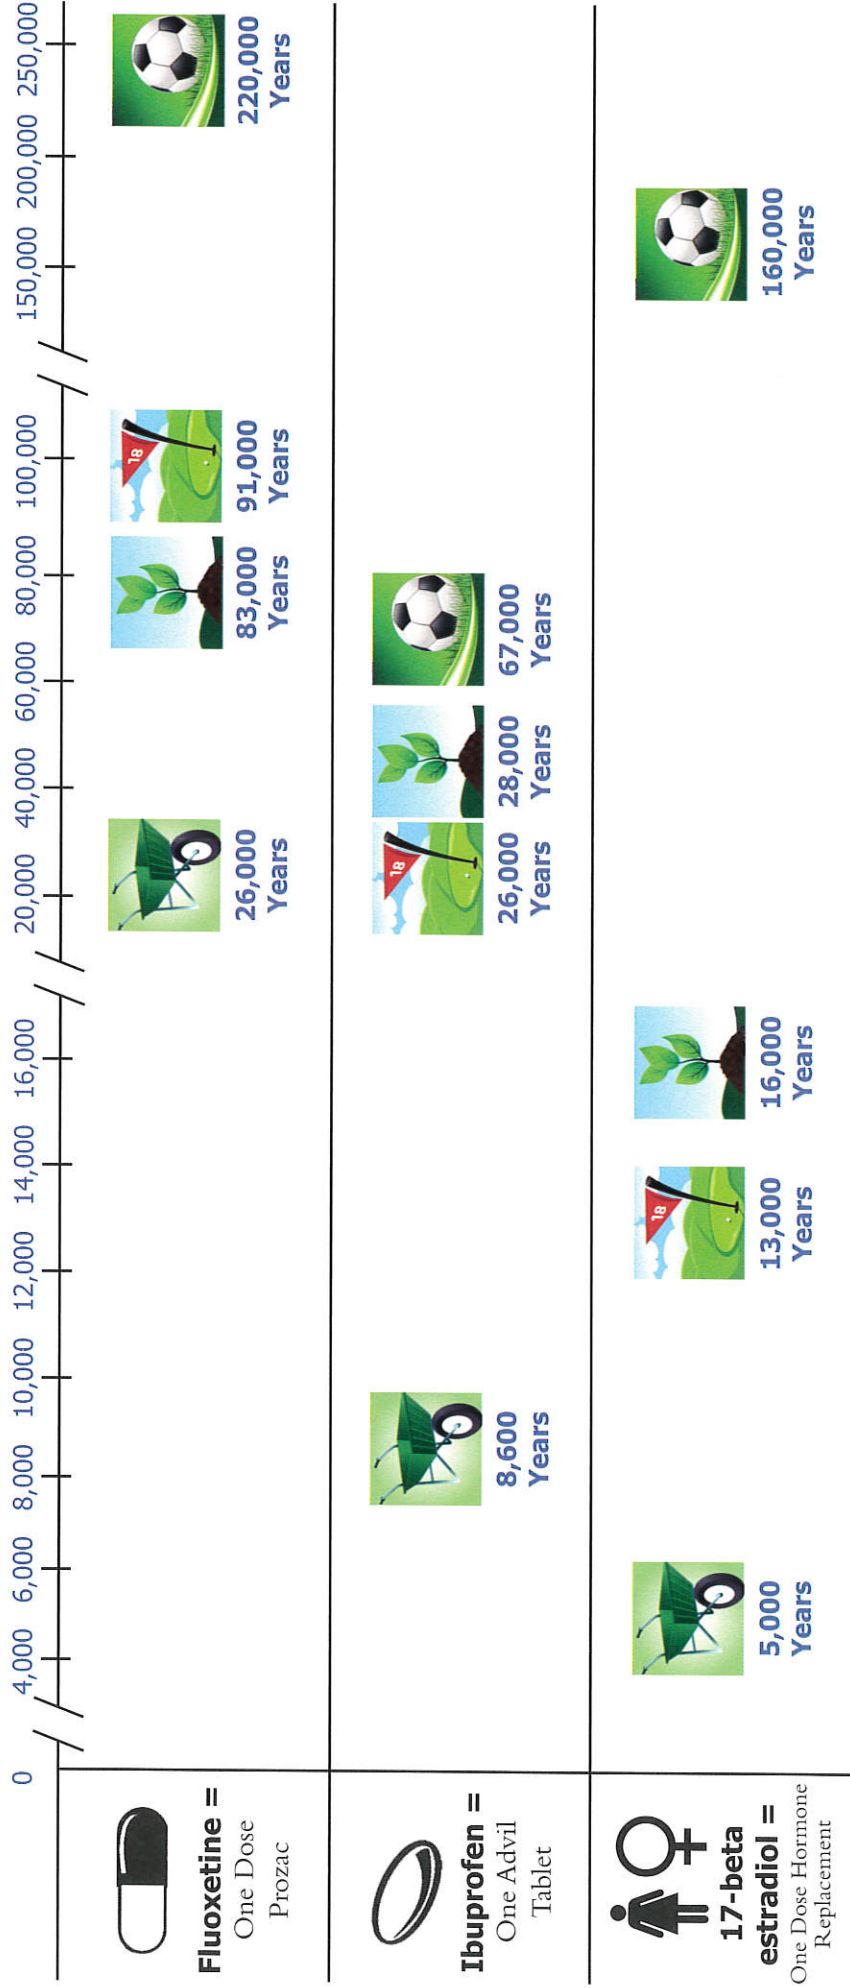 0 4,000 6,000 8,000 10,000 12,000 14,000 16,000 20,000 40,000 60,000 80,000 100,000 150,000 200,000 250,000
Fluoxetine =
One Dose
Prozac
26,000
Years
83,000
Years
18
91,000
Years
220,000
Years
Ibuprofen =
One Advil
Tablet
8,600
Years
18
26,000
Years
28,000
Years
67,000
Years
17-beta
estradiol =
One Dose Hormone
Replacement
5,000
Years
18
13,000
Years
16,000
Years
160,000
Years